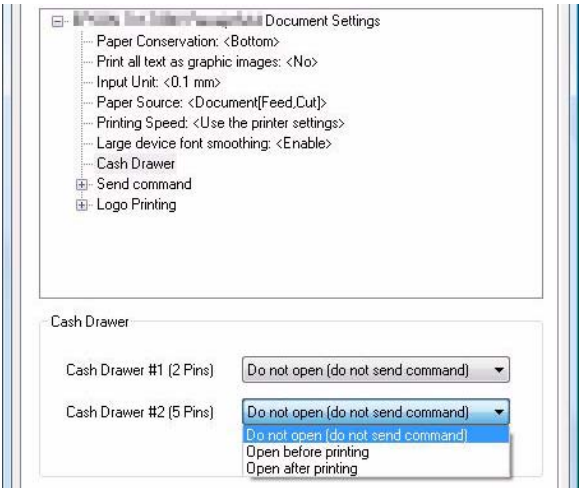 Document Settings
Paper Conservation: <Bottom>
Print all text as graphic images: <No>
Input Unit: <0.1 mm>
Paper Source: <Document[Feed,Cut]>
Printing Speed: <Use the printer settings>
Large device font smoothing: <Enable>
Cash Drawer
Send command
Logo Printing
Cash Drawer
Cash Drawer #1 (2 Pins) Do not open (do not send command)
Cash Drawer #2 (5 Pins) Do not open (do not send command)
Do not open (do not send command)
Open before printing
Open after printing